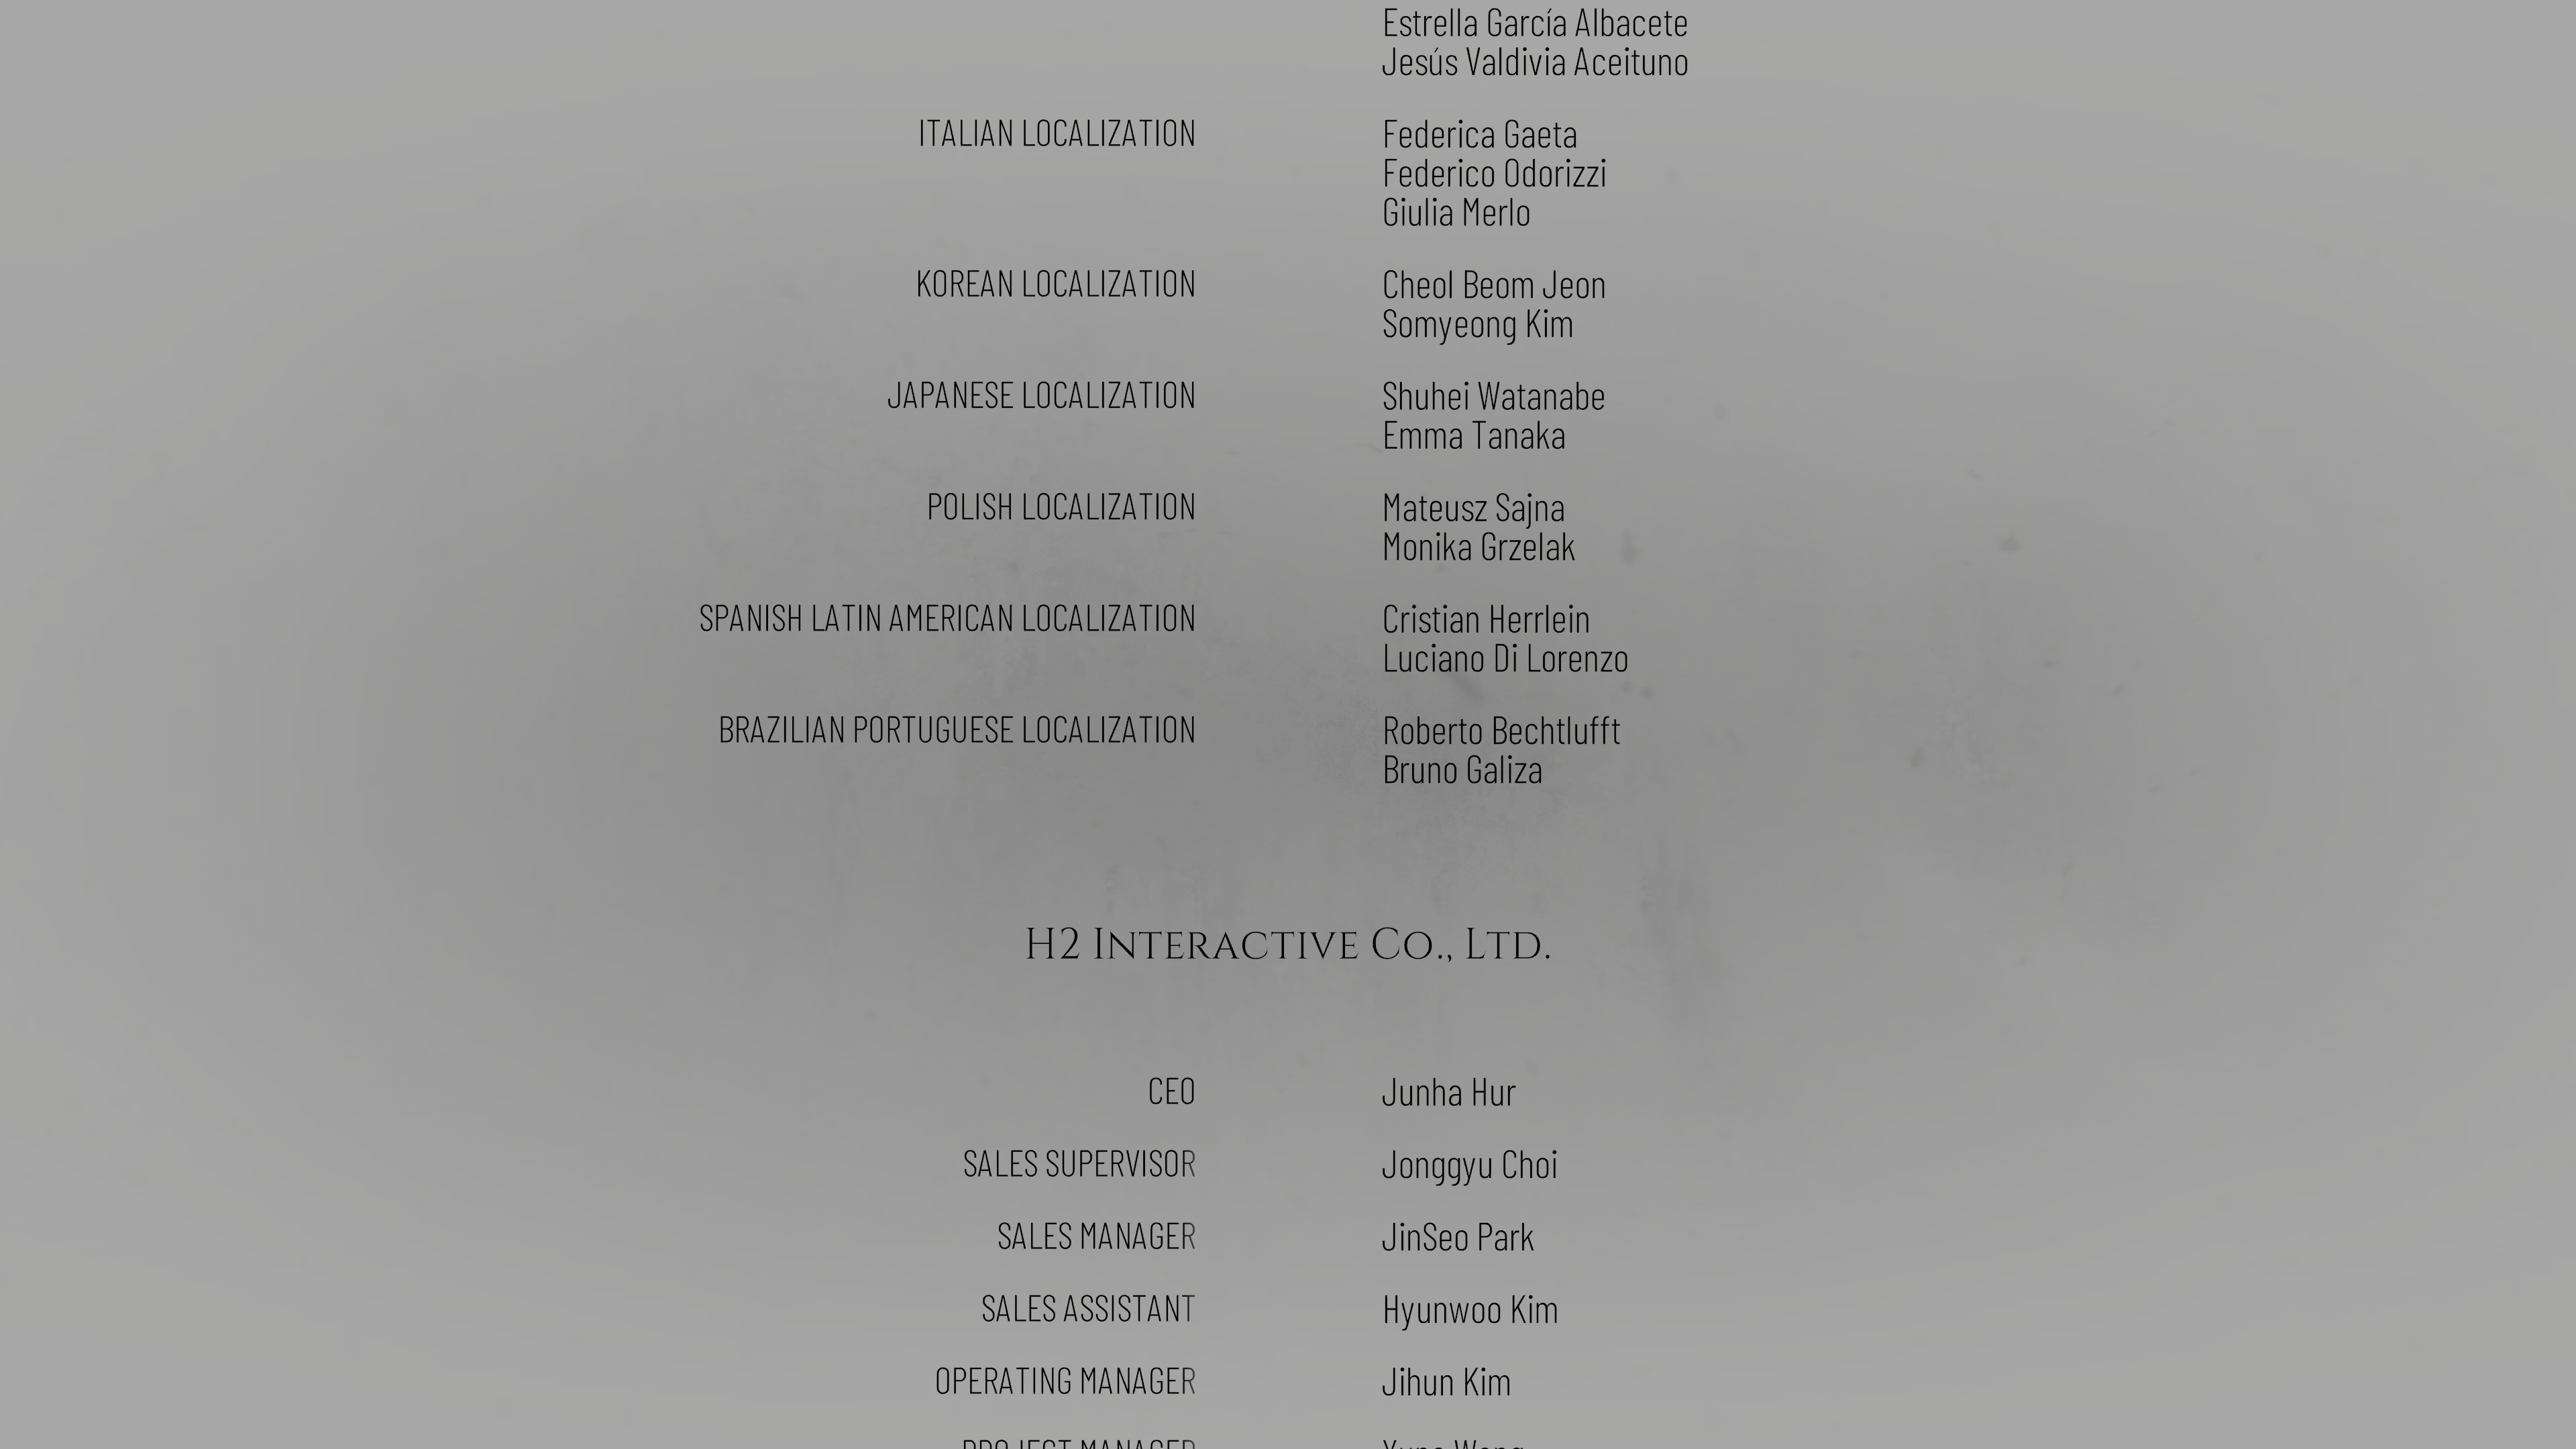 Estrella García Albacete
Jesús Valdivia Aceituno
ITALIAN LOCALIZATION Federica Gaeta
Federico Odorizzi
Giulia Merlo
KOREAN LOCALIZATION Cheol Beom Jeon
Somyeong Kim
JAPANESE LOCALIZATION Shuhei Watanabe
Emma Tanaka
POLISH LOCALIZATION Mateusz Sajna
Monika Grzelak
SPANISH LATIN AMERICAN LOCALIZATION Cristian Herrlein
Luciano Di Lorenzo
BRAZILIAN PORTUGUESE LOCALIZATION Roberto Bechtlufft
Bruno Galiza
H2 INTERACTIVE CO., LTD.
CEO Junha Hur
SALES SUPERVISOR Jonggyu Choi
SALES MANAGER JinSeo Park
SALES ASSISTANT Hyunwoo Kim
OPERATING MANAGER Jihun Kim
PROJECT MANAGER